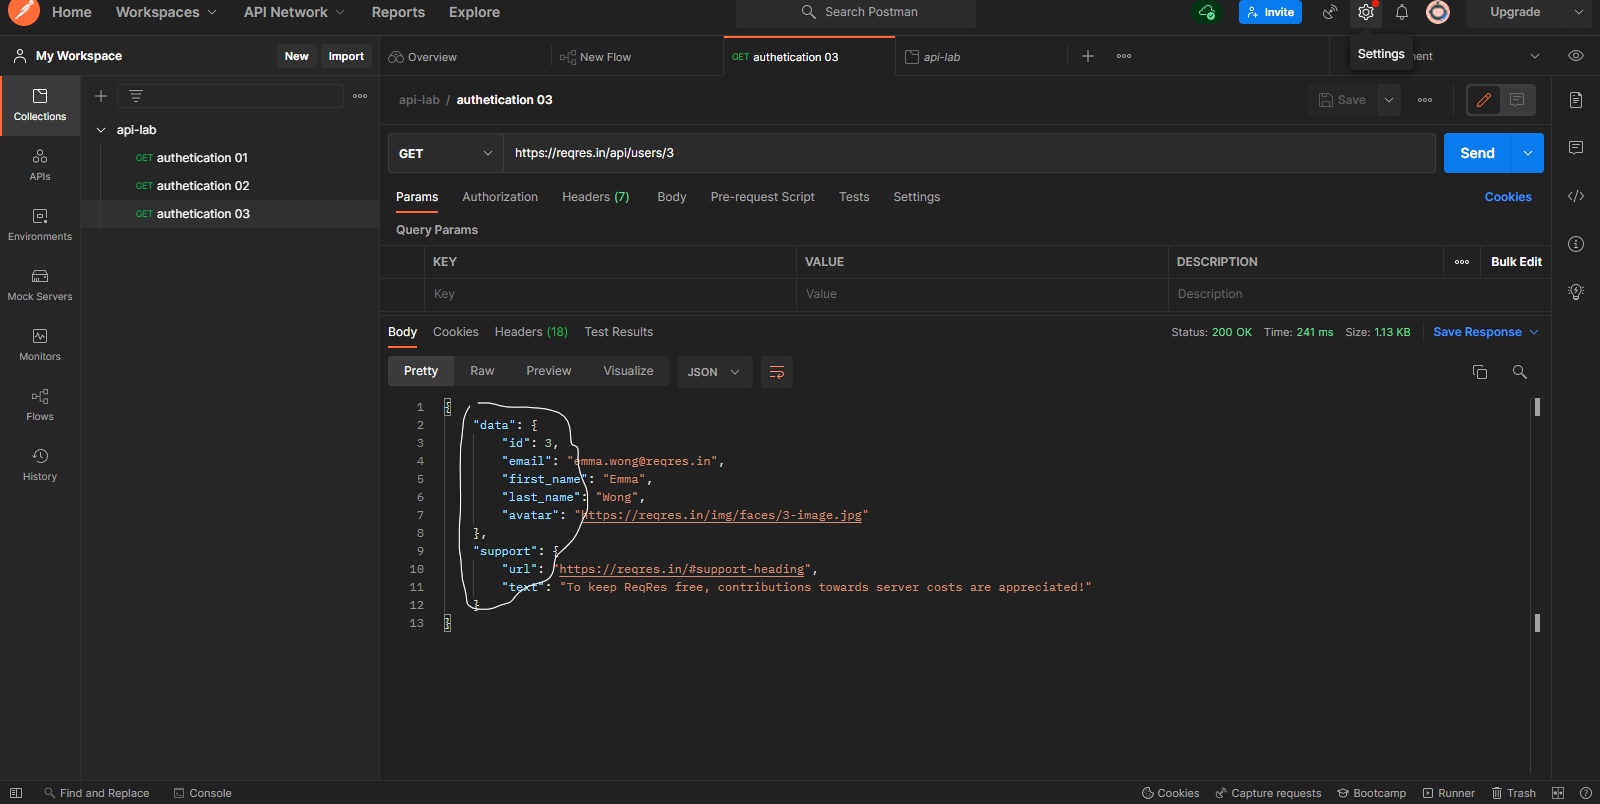 Home Workspaces API Network Reports Explore Search Postman Invite Upgrade
My Workspace New Import Overview New Flow GET authetication 03 api-lab Settings
Collections
api-lab / authetication 03 Save
api-lab
GET authetication 01
GET authetication 02
GET authetication 03
APIs
Environments
Mock Servers
Monitors
Flows
History
GET https://reqres.in/api/users/3 Send
Params Authorization Headers (7) Body Pre-request Script Tests Settings Cookies
Query Params
KEY VALUE DESCRIPTION Bulk Edit
Key Value Description
Body Cookies Headers (18) Test Results Status: 200 OK Time: 241 ms Size: 1.13 KB Save Response
Pretty Raw Preview Visualize JSON
1 {
2 "data": {
3 "id": 3,
4 "email": "emma.wong@reqres.in",
5 "first_name": "Emma",
6 "last_name": "Wong",
7 "avatar": "https://reqres.in/img/faces/3-image.jpg"
8 },
9 "support": {
10 "url": "https://reqres.in/#support-heading",
11 "text": "To keep ReqRes free, contributions towards server costs are appreciated!"
12 }
13 }
Find and Replace Console Cookies Capture requests Bootcamp Runner Trash